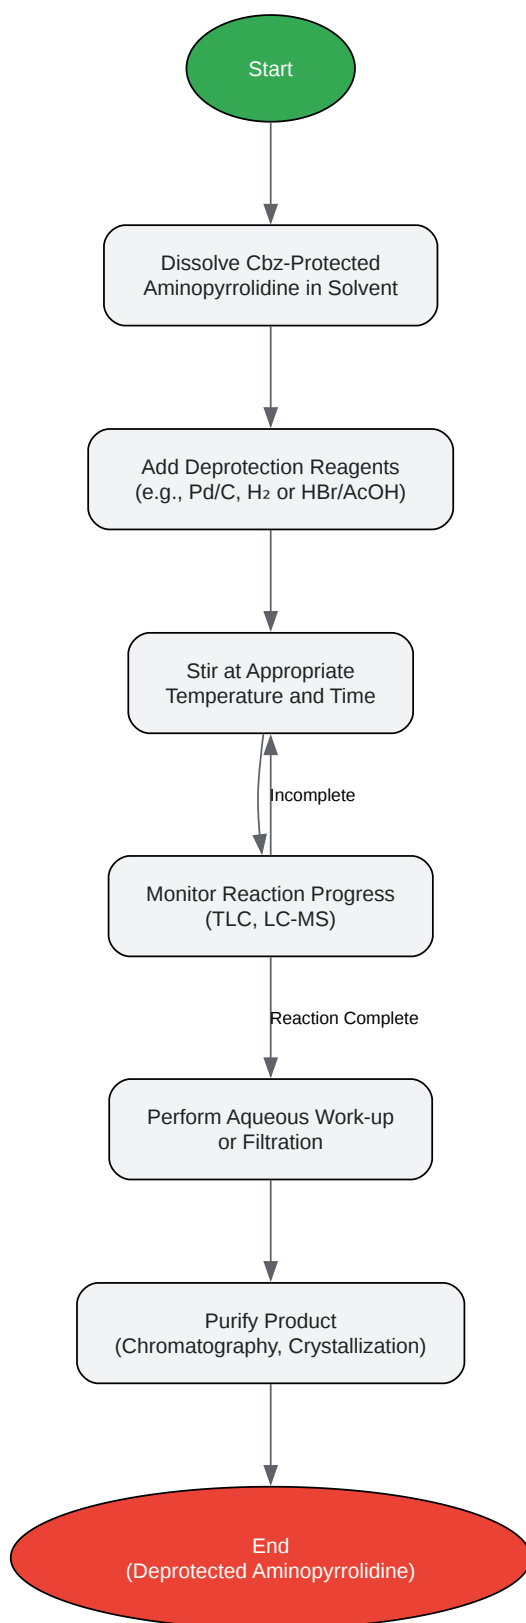 Start
Dissolve Cbz-Protected
Aminopyrrolidine in Solvent
Add Deprotection Reagents
(e.g., Pd/C, H₂ or HBr/AcOH)
Stir at Appropriate
Temperature and Time
Incomplete
Monitor Reaction Progress
(TLC, LC-MS)
Reaction Complete
Perform Aqueous Work-up
or Filtration
Purify Product
(Chromatography, Crystallization)
End
(Deprotected Aminopyrrolidine)